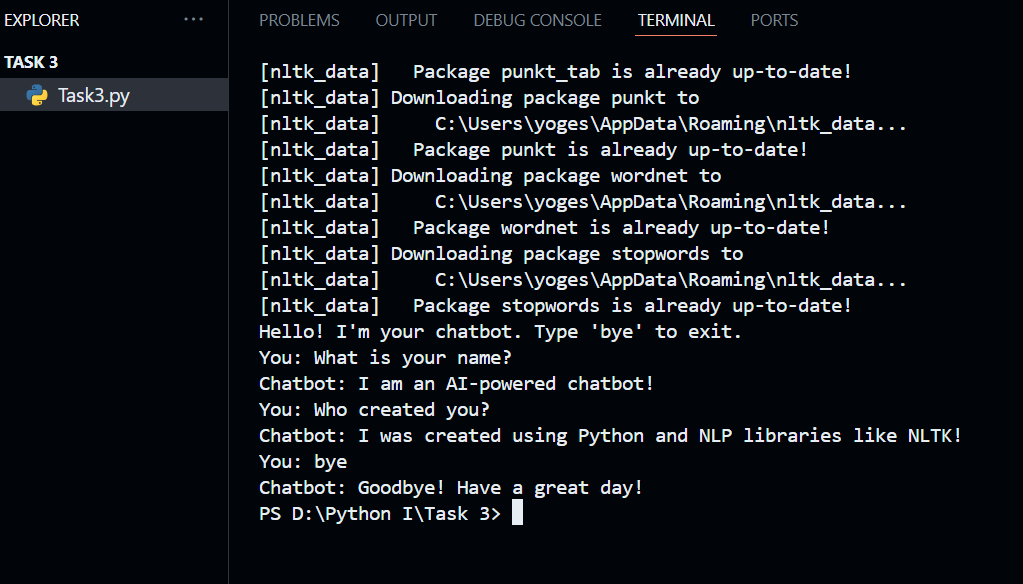 EXPLORER ...
TASK 3
Task3.py
PROBLEMS OUTPUT DEBUG CONSOLE TERMINAL PORTS
[nltk_data]   Package punkt_tab is already up-to-date!
[nltk_data] Downloading package punkt to
[nltk_data]     C:\Users\yoges\AppData\Roaming\nltk_data...
[nltk_data]   Package punkt is already up-to-date!
[nltk_data] Downloading package wordnet to
[nltk_data]     C:\Users\yoges\AppData\Roaming\nltk_data...
[nltk_data]   Package wordnet is already up-to-date!
[nltk_data] Downloading package stopwords to
[nltk_data]     C:\Users\yoges\AppData\Roaming\nltk_data...
[nltk_data]   Package stopwords is already up-to-date!
Hello! I'm your chatbot. Type 'bye' to exit.
You: What is your name?
Chatbot: I am an AI-powered chatbot!
You: Who created you?
Chatbot: I was created using Python and NLP libraries like NLTK!
You: bye
Chatbot: Goodbye! Have a great day!
PS D:\Python I\Task 3>